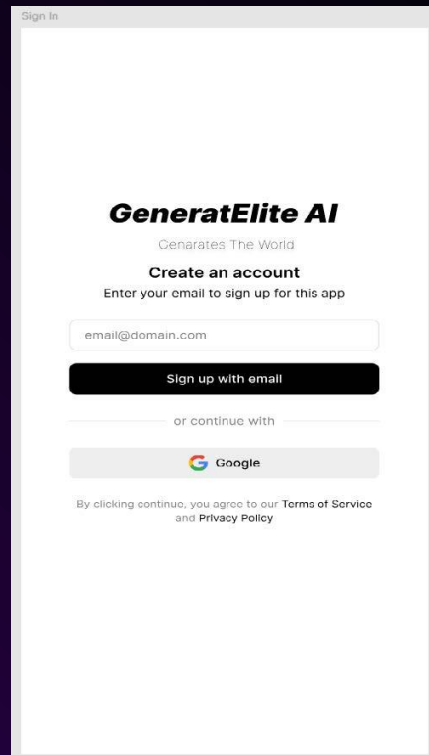 Sign In
GeneratElite AI
Genarates The World
Create an account
Enter your email to sign up for this app
email@domain.com
Sign up with email
or continue with
Google
By clicking continue, you agree to our Terms of Service
and Privacy Policy